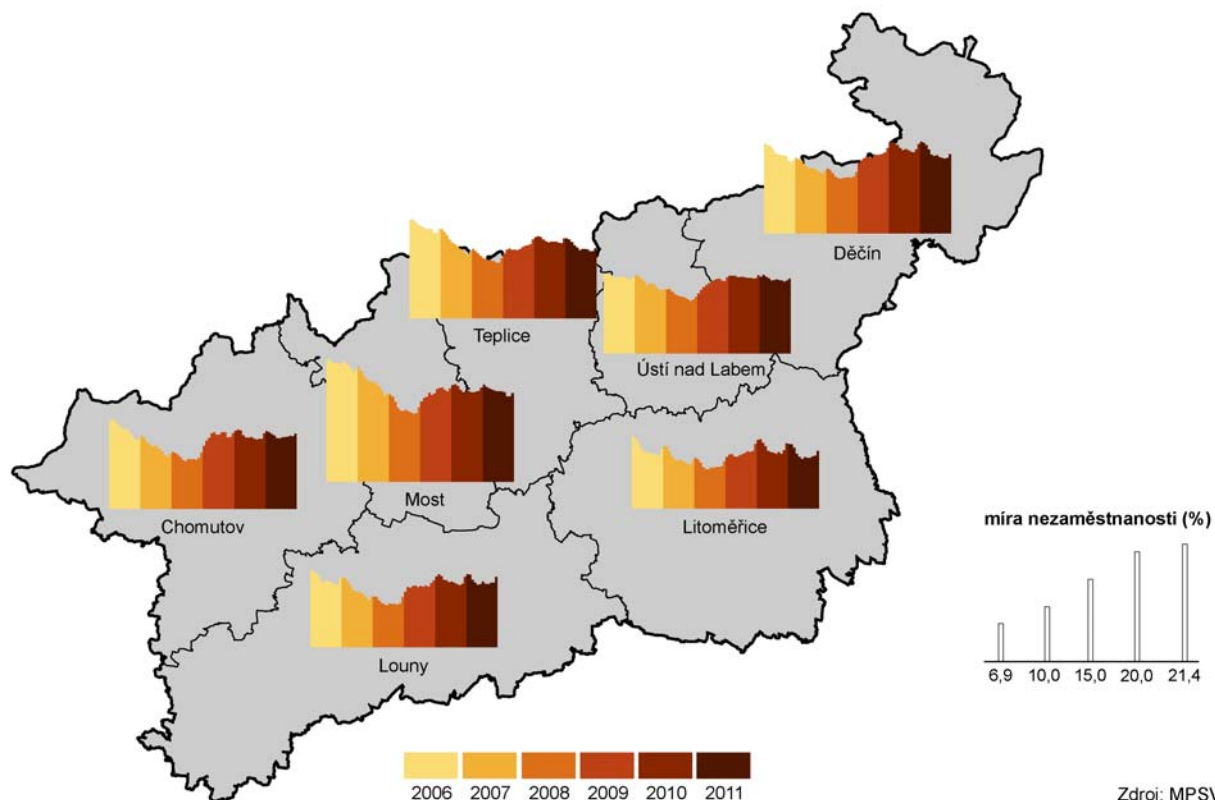 Děčín
Teplice
Ústí nad Labem
Most
Chomutov
Litoměřice
Louny
míra nezaměstnanosti (%)
6,9 10,0 15,0 20,0 21,4
2006 2007 2008 2009 2010 2011
Zdroj: MPSV